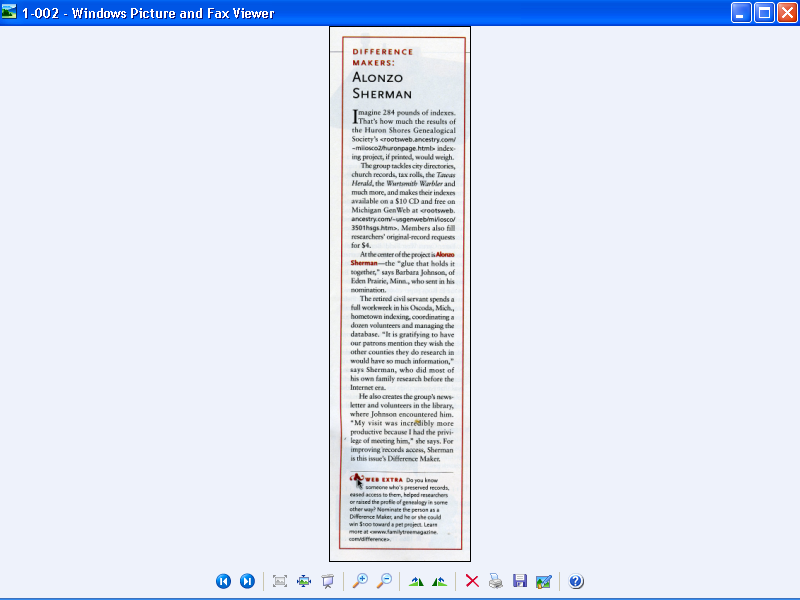 1-002 - Windows Picture and Fax Viewer
DIFFERENCE
MAKERS:
ALONZO
SHERMAN
Imagine 284 pounds of indexes.
That's how much the results of
the Huron Shores Genealogical
Society's <rootsweb.ancestry.com/
~miiosco2/huronpage.html> index-
ing project, if printed, would weigh.
The group tackles city directories,
church records, tax rolls, the Tawas
Herald, the Wurtsmith Warbler and
much more, and makes their indexes
available on a $10 CD and free on
Michigan GenWeb at <rootsweb.
ancestry.com/~usgenweb/mi/iosco/
3501hsgs.htm>. Members also fill
researchers' original-record requests
for $4.
At the center of the project is Alonzo
Sherman—the "glue that holds it
together," says Barbara Johnson, of
Eden Prairie, Minn., who sent in his
nomination.
The retired civil servant spends a
full workweek in his Oscoda, Mich.,
hometown indexing, coordinating a
dozen volunteers and managing the
database. "It is gratifying to have
our patrons mention they wish the
other counties they do research in
would have so much information,"
says Sherman, who did most of
his own family research before the
Internet era.
He also creates the group's news-
letter and volunteers in the library,
where Johnson encountered him.
"My visit was incredibly more
productive because I had the privi-
lege of meeting him," she says. For
improving records access, Sherman
is this issue's Difference Maker.
WEB EXTRA Do you know
someone who's preserved records,
eased access to them, helped researchers
or raised the profile of genealogy in some
other way? Nominate the person as a
Difference Maker, and he or she could
win $100 toward a pet project. Learn
more at <www.familytreemagazine.
com/difference>.